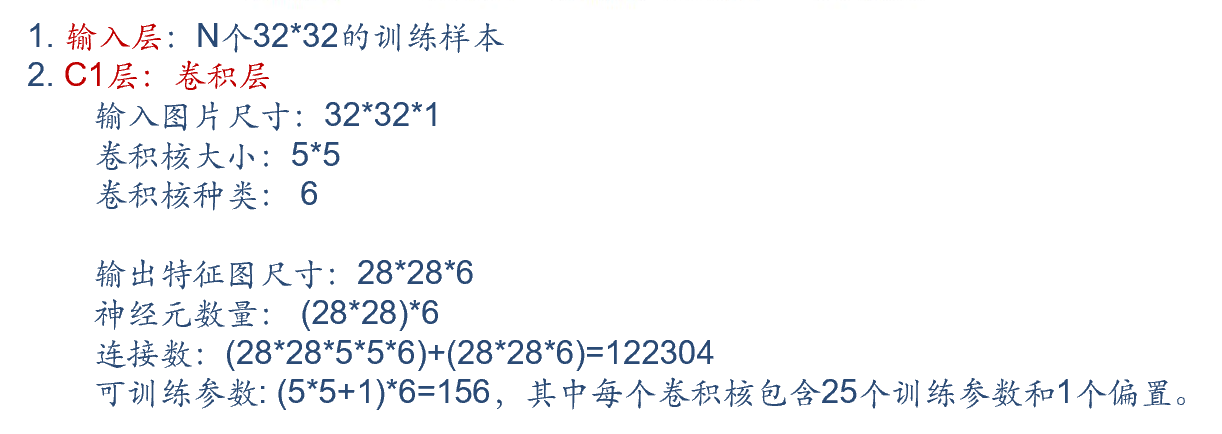 1. 输入层：N个32*32的训练样本
2. C1层：卷积层
输入图片尺寸：32*32*1
卷积核大小：5*5
卷积核种类： 6
输出特征图尺寸：28*28*6
神经元数量： (28*28)*6
连接数：(28*28*5*5*6)+(28*28*6)=122304
可训练参数: (5*5+1)*6=156，其中每个卷积核包含25个训练参数和1个偏置。